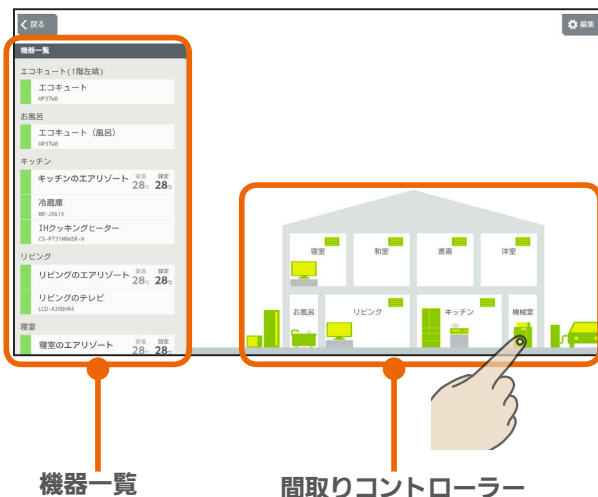 戻る
編集
機器一覧
エコキュート(1階左端)
エコキュート
HP37W8
お風呂
エコキュート（風呂）
HP37W8
キッチン
キッチンのエアリゾート 室温 28℃ 設定 28℃
冷蔵庫
NR-JX61X
IHクッキングヒーター
リビング
リビングのエアリゾート 室温 28℃ 設定 28℃
リビングのテレビ
寝室
寝室のエアリゾート 室温 28℃ 設定 28℃
寝室 和室 書斎 洋室
お風呂 リビング キッチン 機械室
機器一覧
間取りコントローラー